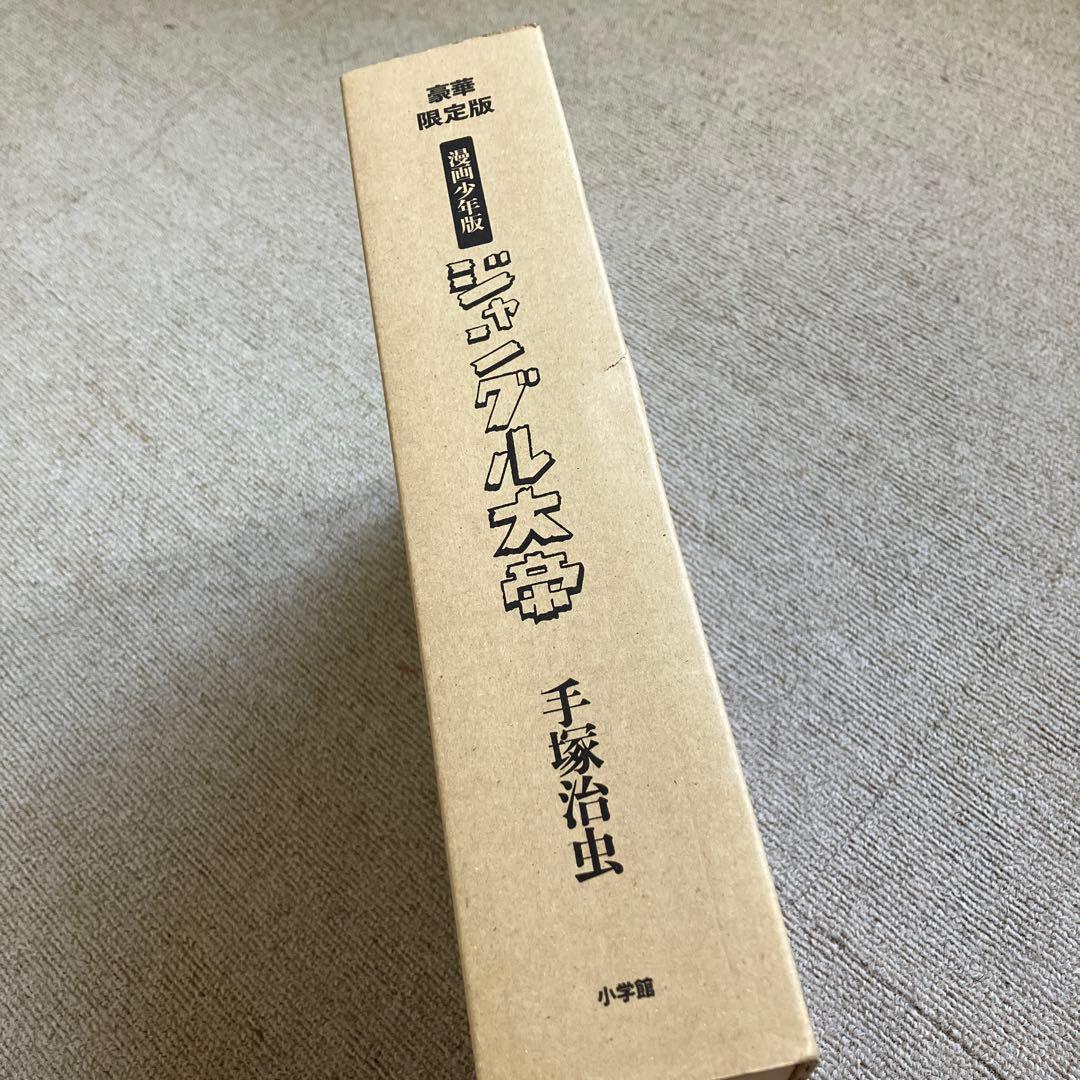 豪華
限定版
漫画少年版
ジャングル大帝
手塚治虫
小学館